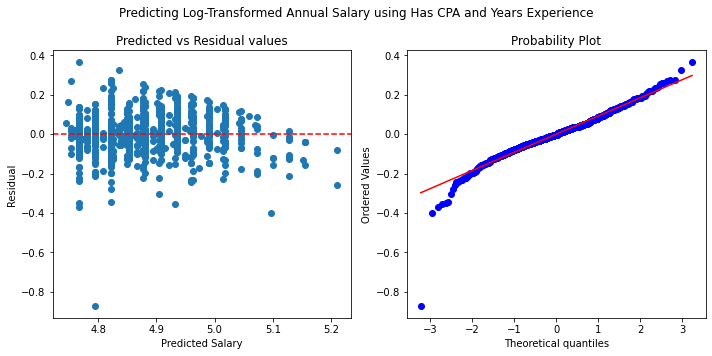 Predicting Log-Transformed Annual Salary using Has CPA and Years Experience
Predicted vs Residual values
0.4
0.2
0.0
−0.2
−0.4
−0.6
−0.8
Residual
4.8 4.9 5.0 5.1 5.2
Predicted Salary
Probability Plot
0.4
0.2
0.0
−0.2
−0.4
−0.6
−0.8
Ordered Values
−3 −2 −1 0 1 2 3
Theoretical quantiles